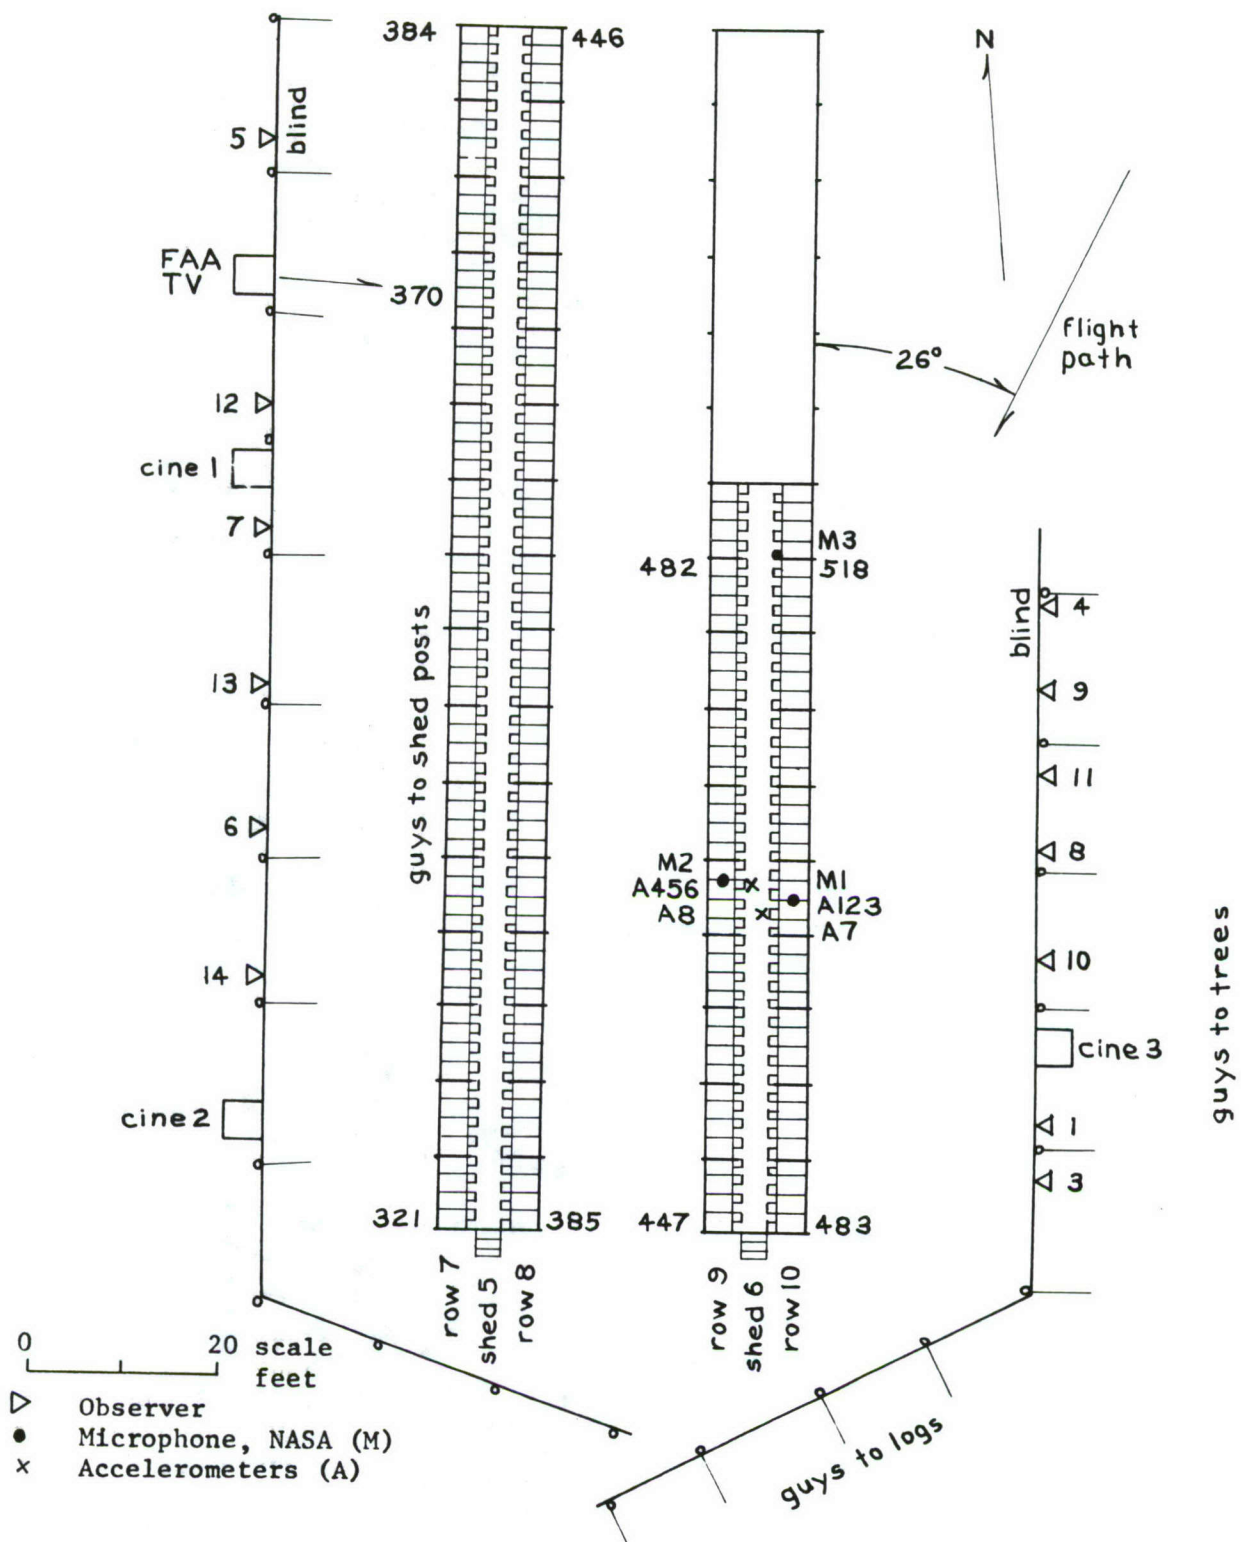 384
446
N
blind
5
FAA
TV
370
flight
path
26°
12
cine 1
7
M3
482
518
blind
4
guys to shed posts
13
9
11
6
8
M2
A456
A8
M1
A123
A7
guys to trees
14
10
cine 3
cine 2
1
3
321
385
447
483
row 7
shed 5
row 8
row 9
shed 6
row 10
0 20 scale
feet
Observer
Microphone, NASA (M)
x Accelerometers (A)
guys to logs